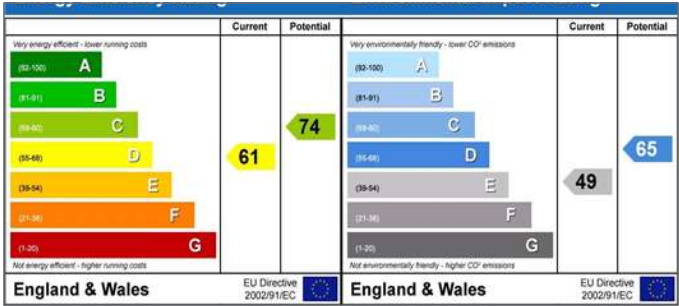 Current Potential
Very energy efficient - lower running costs
(92-100) A
(81-91) B
(69-80) C
(55-68) D
(39-54) E
(21-38) F
(1-20) G
61
74
Not energy efficient - higher running costs
England & Wales
EU Directive
2002/91/EC
Current Potential
Very environmentally friendly - lower CO² emissions
(92-100) A
(81-91) B
(69-80) C
(55-68) D
(39-54) E
(21-38) F
(1-20) G
49
65
Not environmentally friendly - higher CO² emissions
England & Wales
EU Directive
2002/91/EC